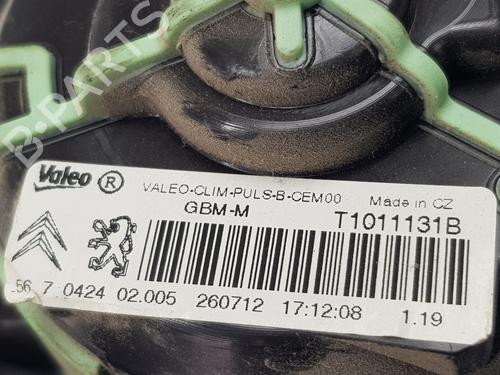 B-PARTS
Valeo ® VALEO-CLIM-PULS-B-CEM00 Made in CZ
GBM-M T1011131B
56 7 0424 02.005 260712 17:12:08 1.19